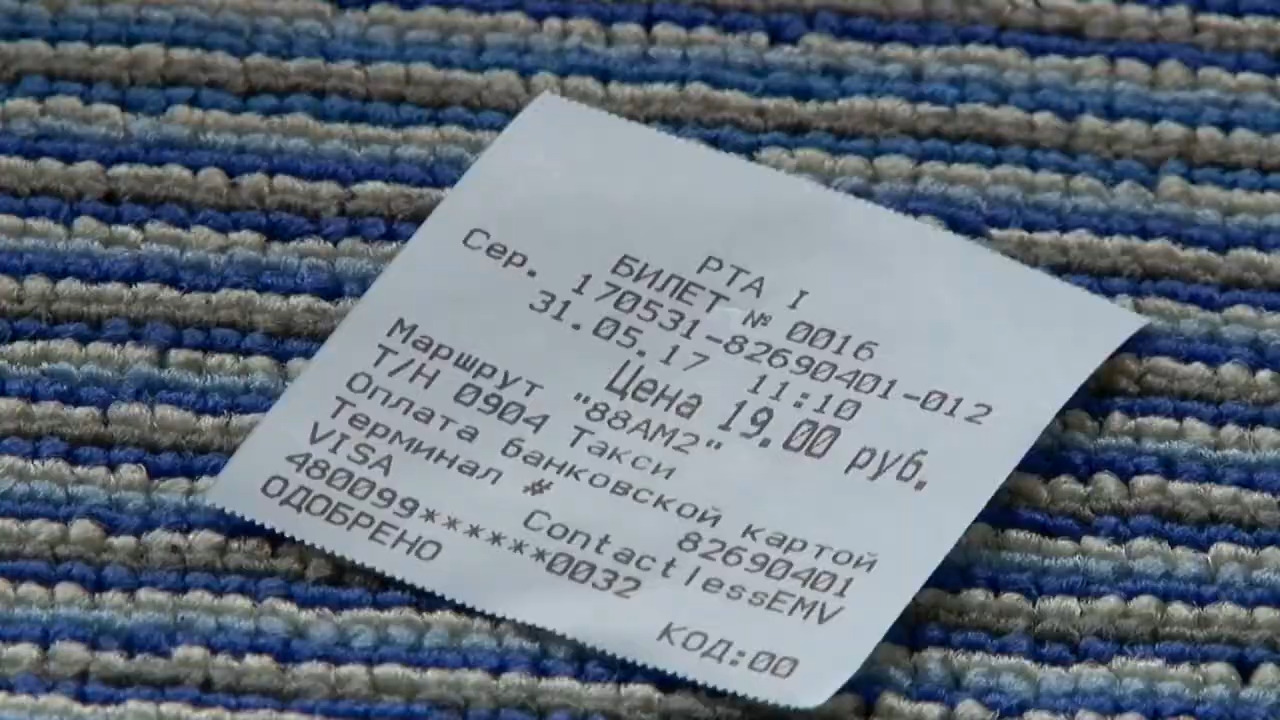 РТА I
БИЛЕТ № 0016
Сер. 170531-82690401-012
31.05.17 11:10
Цена 19.00 руб.
Маршрут "88АМ2"
Т/Н 0904 Такси
Оплата банковской картой
Терминал # 82690401
VISA ContactlessEMV
480099******0032
ОДОБРЕНО КОД:00